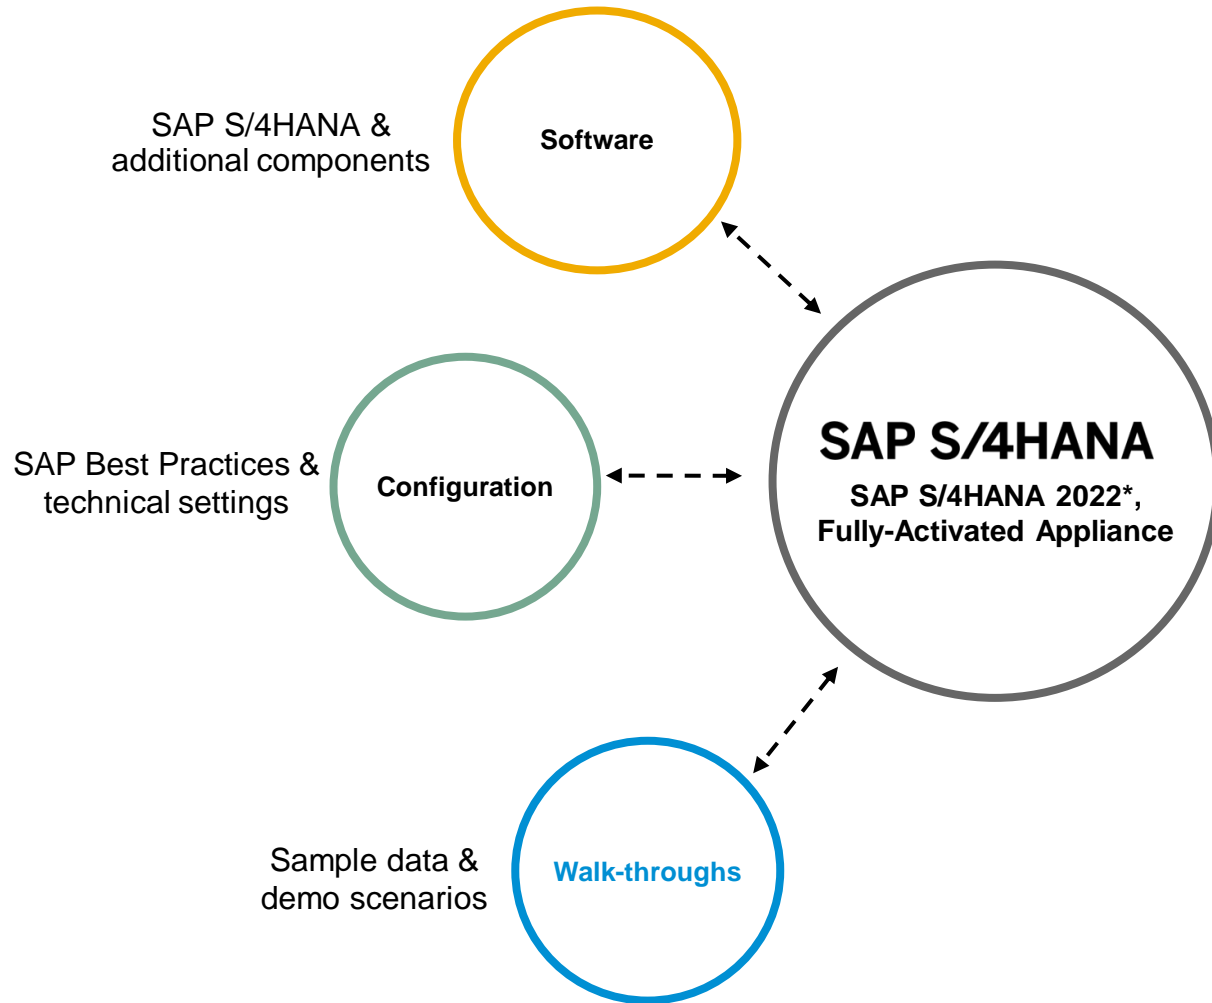 SAP S/4HANA &
additional components
Software
SAP S/4HANA
SAP S/4HANA 2022*,
Fully-Activated Appliance
SAP Best Practices &
technical settings
Configuration
Sample data &
demo scenarios
Walk-throughs